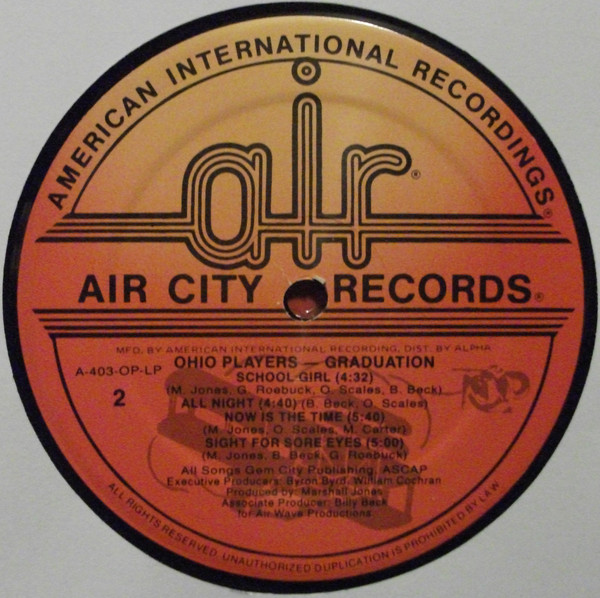 AMERICAN INTERNATIONAL RECORDINGS®
air®
AIR CITY RECORDS®
MFD. BY AMERICAN INTERNATIONAL RECORDING, DIST. BY ALPHA
A-403-OP-LP
OHIO PLAYERS — GRADUATION
2
SCHOOL GIRL (4:32)
(M. Jones, G. Roebuck, O. Scales, B. Beck)
ALL NIGHT (4:40) (B. Beck, O. Scales)
NOW IS THE TIME (5:40)
(M. Jones, O. Scales, M. Carter)
SIGHT FOR SORE EYES (5:00)
(M. Jones, B. Beck, G. Roebuck)
All Songs Gem City Publishing, ASCAP
Executive Producers: Byron Byrd, William Cochran
Produced by: Marshall Jones
Associate Producer: Billy Beck
for Air Wave Productions
ALL RIGHTS RESERVED. UNAUTHORIZED DUPLICATION IS PROHIBITED BY LAW